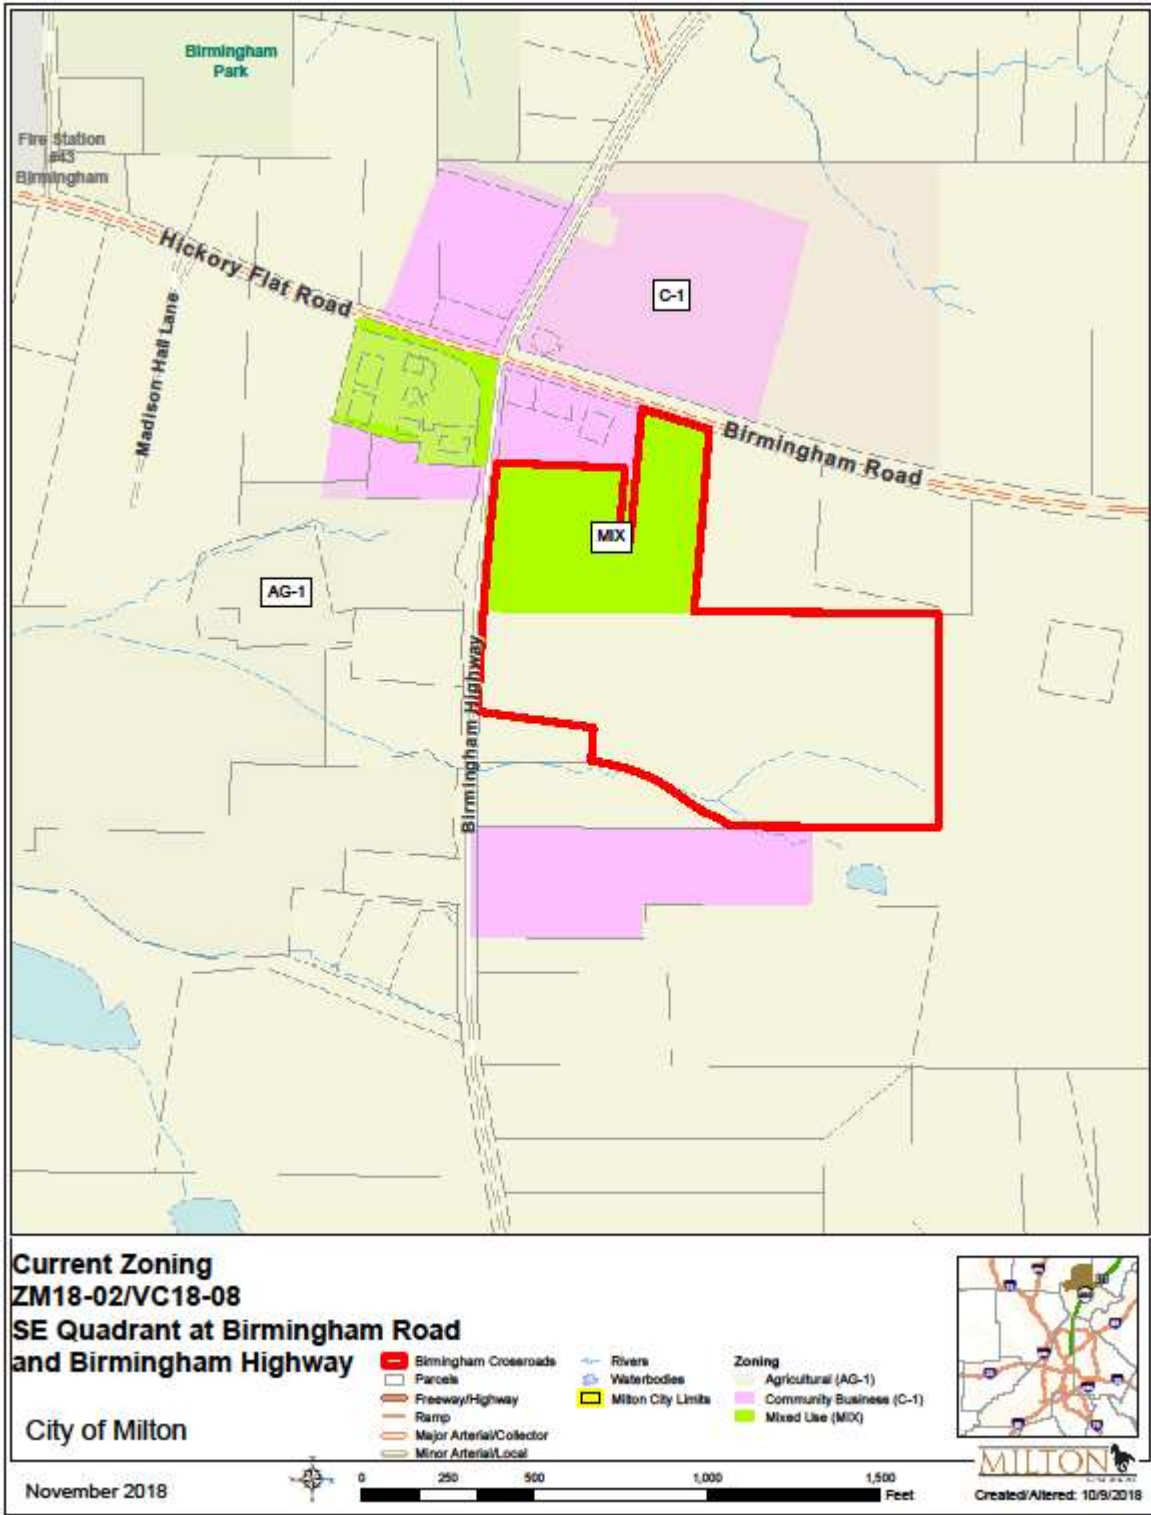 Birmingham
Park
Fire Station
#43
Birmingham
Hickory Flat Road
Madison Hall Lane
C-1
Birmingham Road
MIX
AG-1
Birmingham Highway
Current Zoning
ZM18-02/VC18-08
SE Quadrant at Birmingham Road
and Birmingham Highway
City of Milton
November 2018
Birmingham Crossroads
Parcels
Freeway/Highway
Ramp
Major Arterial/Collector
Minor Arterial/Local
Rivers
Waterbodies
Milton City Limits
Zoning
Agricultural (AG-1)
Community Business (C-1)
Mixed Use (MIX)
0 250 500 1,000 1,500
Feet
MILTON
Created/Altered: 10/9/2018